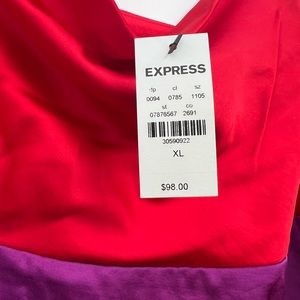 EXPRESS
dp cl sz
0094 0785 1105
st co
07876567 2691
30590922
XL
$98.00